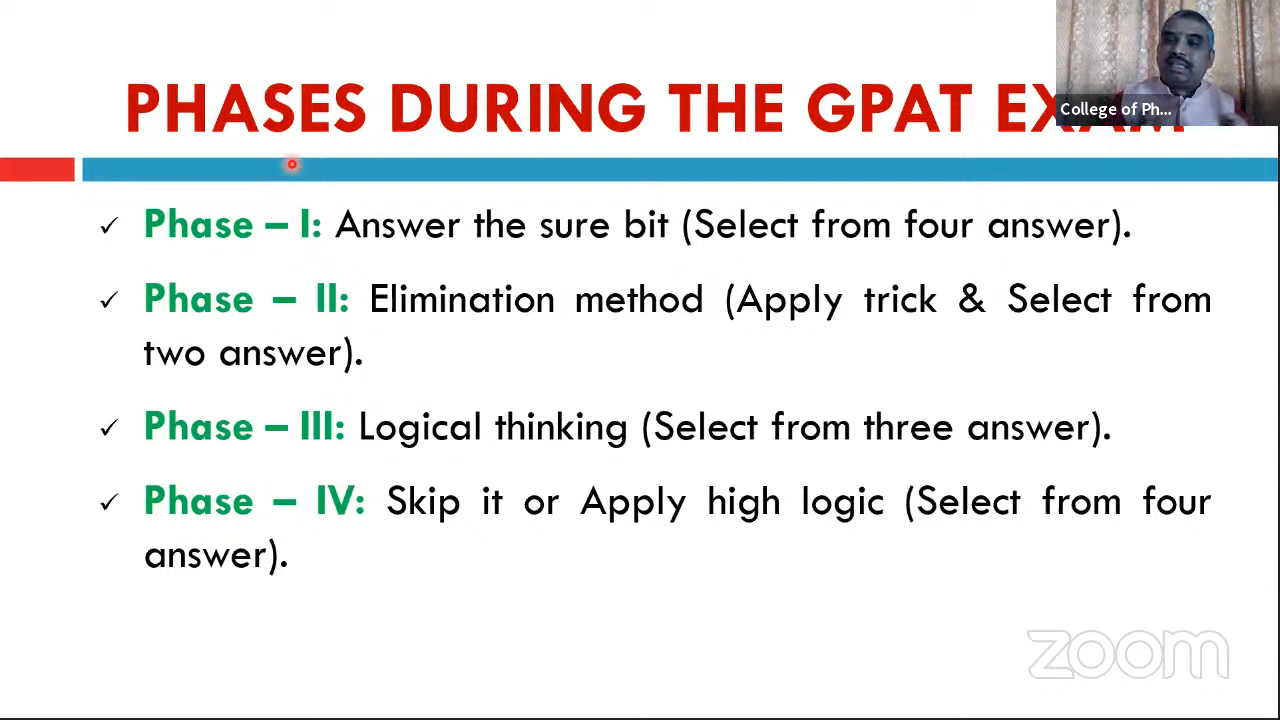 PHASES DURING THE GPAT EXAM
College of Ph...
✓ Phase – I: Answer the sure bit (Select from four answer).
✓ Phase – II: Elimination method (Apply trick & Select from
two answer).
✓ Phase – III: Logical thinking (Select from three answer).
✓ Phase – IV: Skip it or Apply high logic (Select from four
answer).
zoom